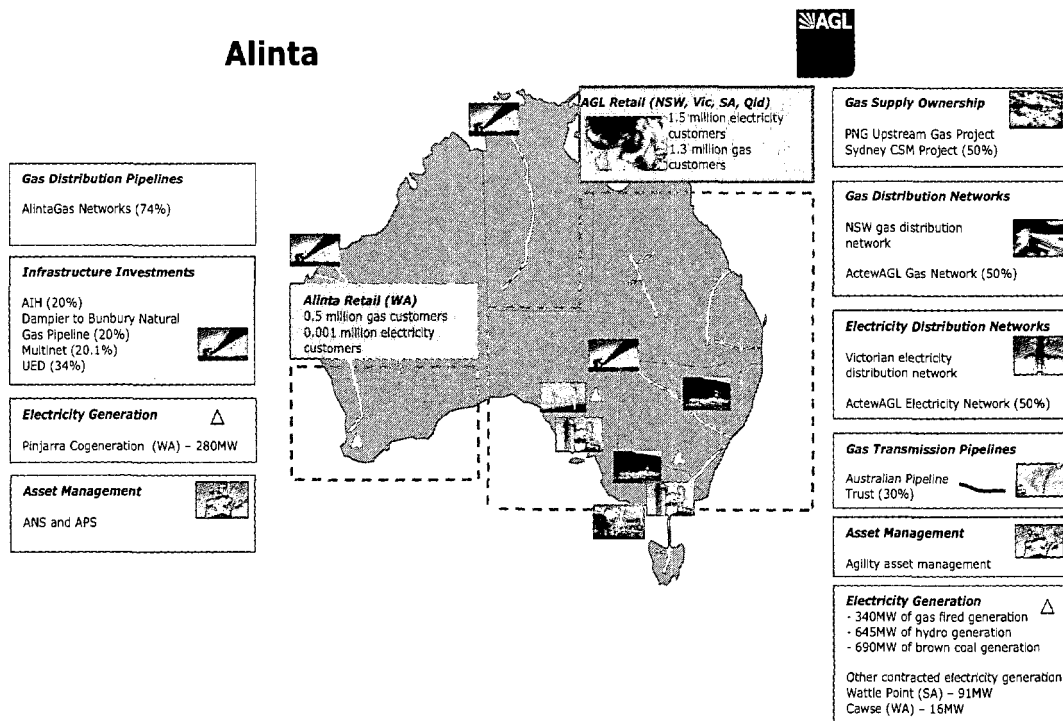 Alinta
AGL
Gas Distribution Pipelines
AlintaGas Networks (74%)
Infrastructure Investments
AIH (20%)
Dampier to Bunbury Natural
Gas Pipeline (20%)
Multinet (20.1%)
UED (34%)
Electricity Generation
Pinjarra Cogeneration (WA) – 280MW
Asset Management
ANS and APS
AGL Retail (NSW, Vic, SA, Qld)
1.5 million electricity
customers
1.3 million gas
customers
Alinta Retail (WA)
0.5 million gas customers
0.001 million electricity
customers
Gas Supply Ownership
PNG Upstream Gas Project
Sydney CSM Project (50%)
Gas Distribution Networks
NSW gas distribution
network
ActewAGL Gas Network (50%)
Electricity Distribution Networks
Victorian electricity
distribution network
ActewAGL Electricity Network (50%)
Gas Transmission Pipelines
Australian Pipeline
Trust (30%)
Asset Management
Agility asset management
Electricity Generation
- 340MW of gas fired generation
- 645MW of hydro generation
- 690MW of brown coal generation
Other contracted electricity generation
Wattle Point (SA) – 91MW
Cawse (WA) – 16MW